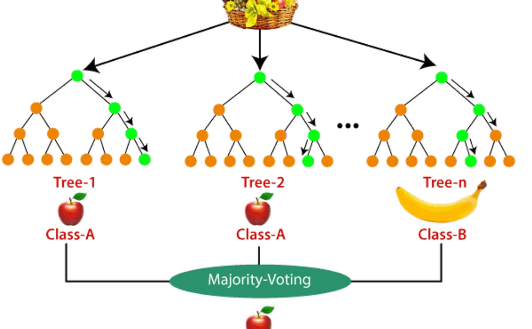 Tree-1
Tree-2
Tree-n
Class-A
Class-A
Class-B
Majority-Voting